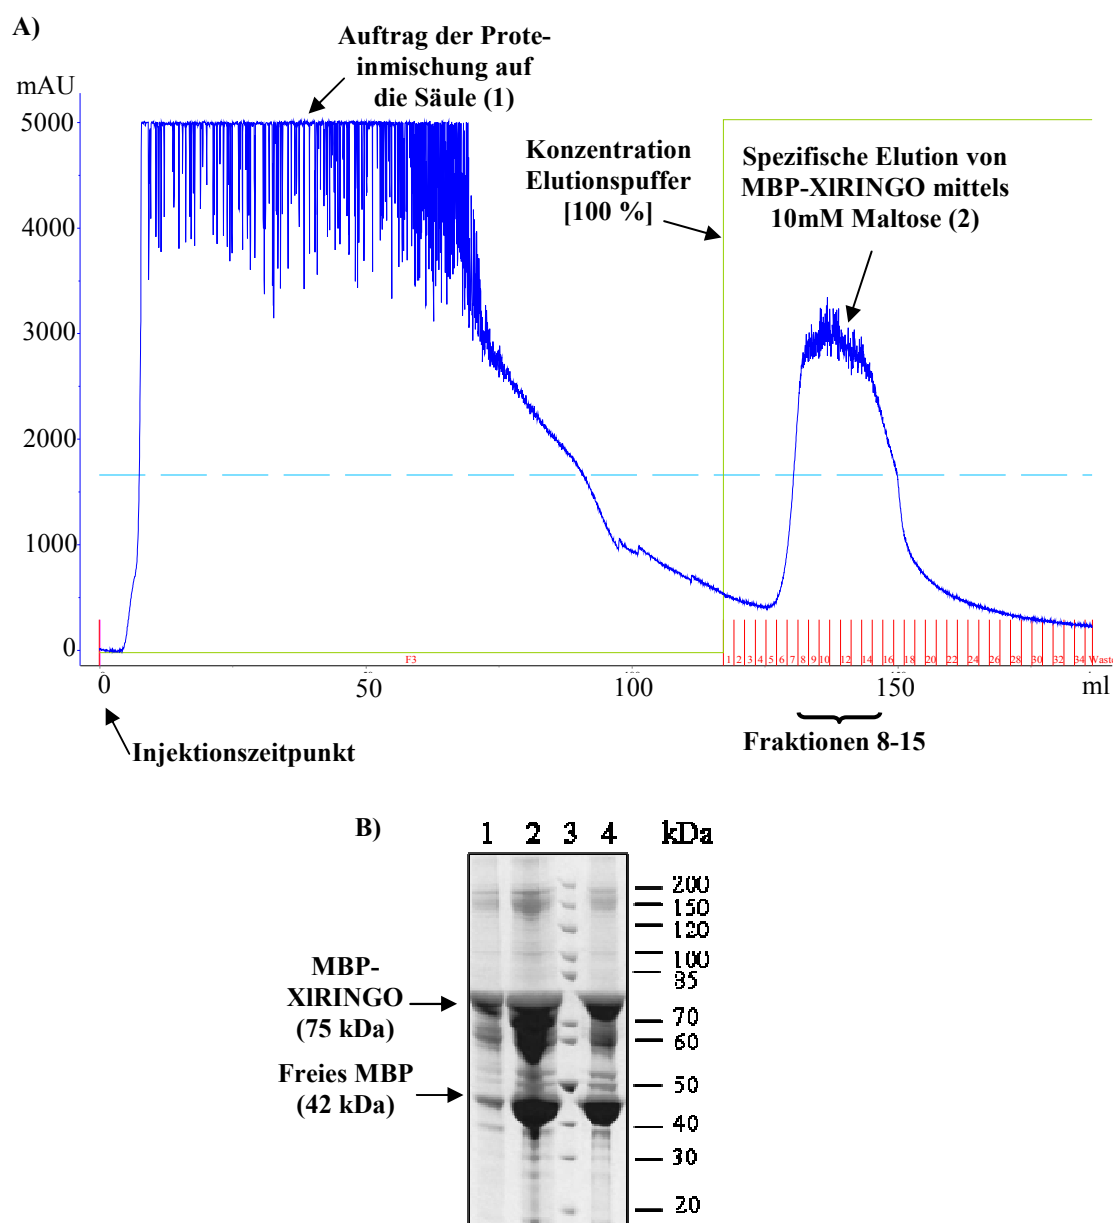 A)
Auftrag der Prote-
inmischung auf
die Säule (1)
mAU
5000
4000
3000
2000
1000
0
Konzentration
Elutionspuffer
[100 %]
Spezifische Elution von
MBP-XlRINGO mittels
10mM Maltose (2)
F3
1 2 3 4 5 6 7 8 9 10 12 14 16 18 20 22 24 26 28 30 32 34 Waste
0 50 100 150 ml
Injektionszeitpunkt
Fraktionen 8-15
B)
1 2 3 4 kDa
200
150
120
100
85
70
60
50
40
30
20
MBP-
XlRINGO
(75 kDa)
Freies MBP
(42 kDa)